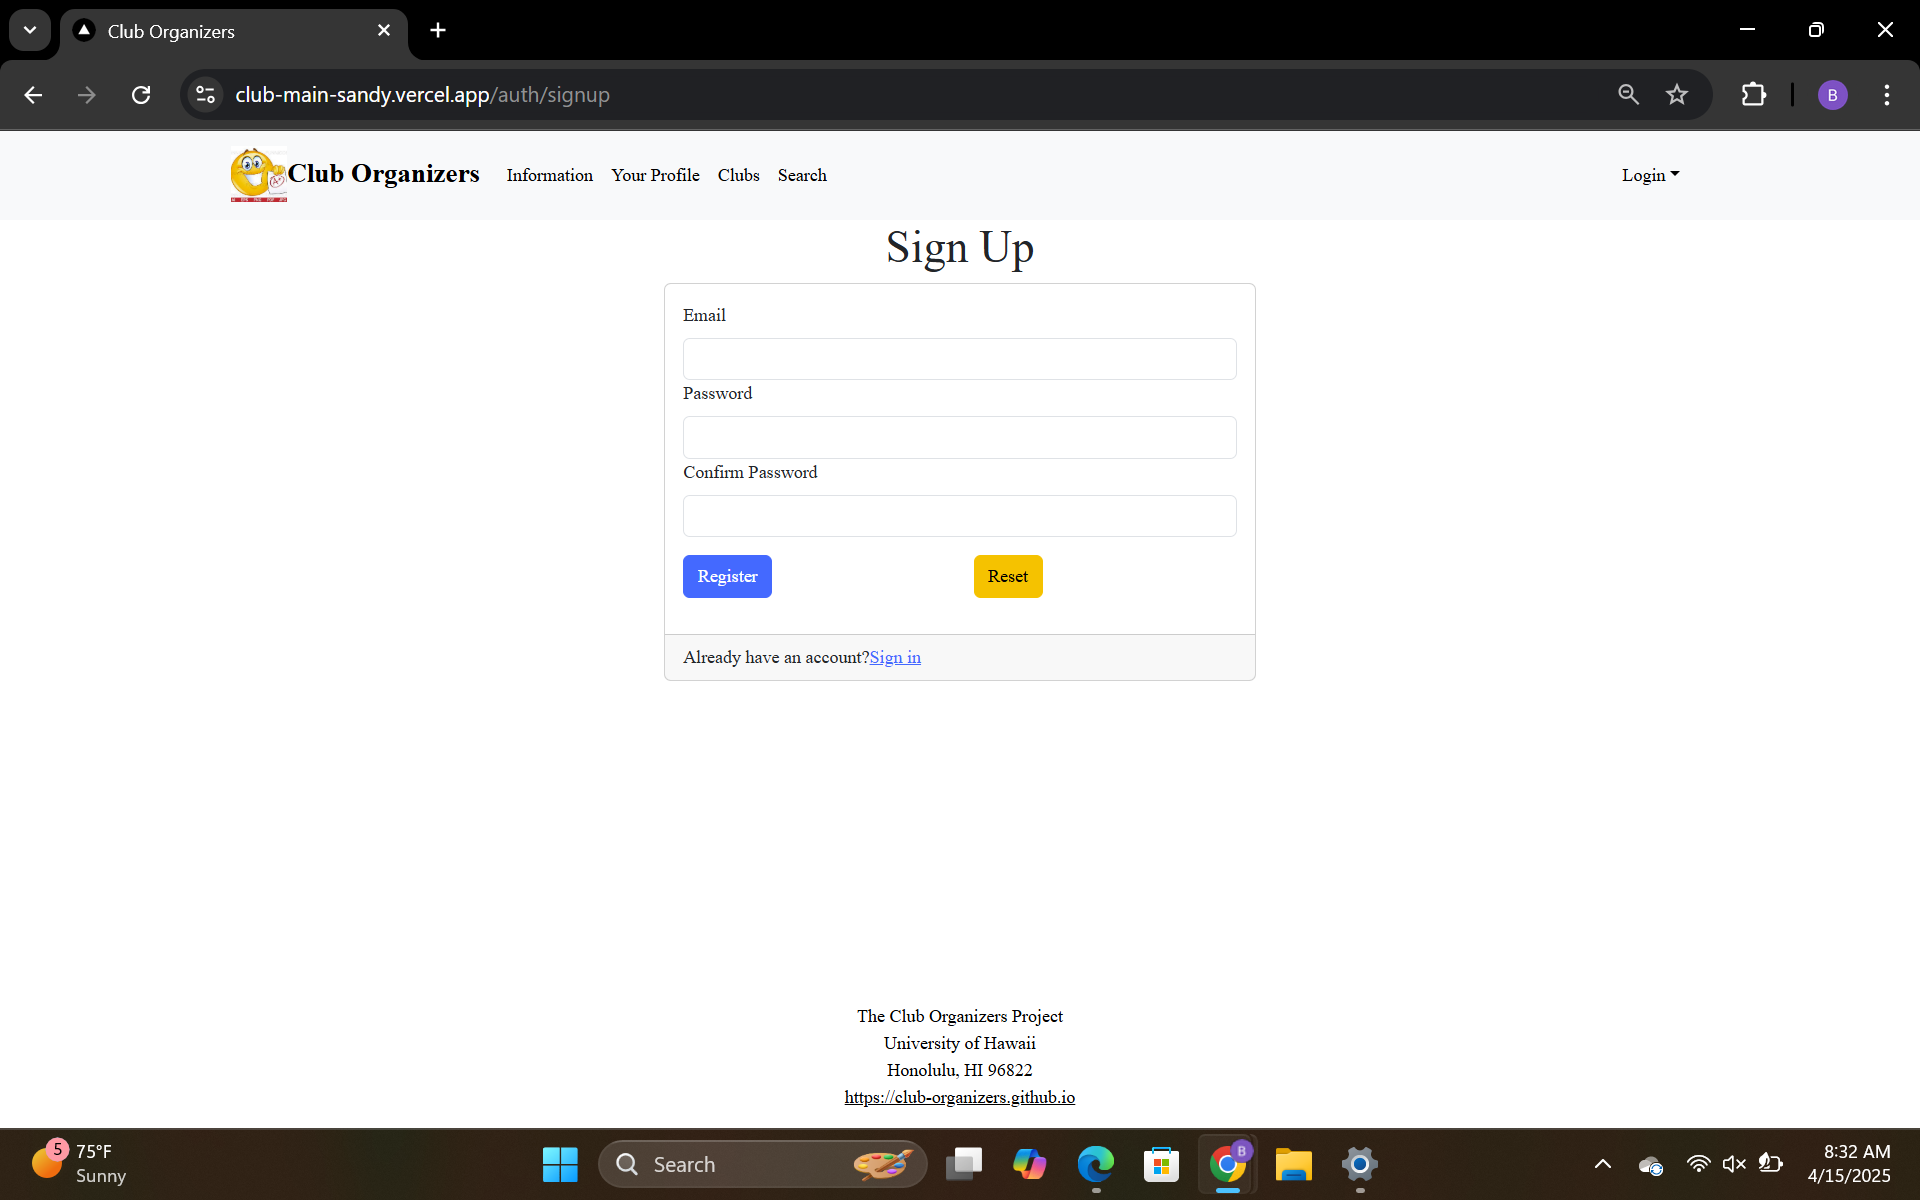 Club Organizers
club-main-sandy.vercel.app/auth/signup
B
Club Organizers Information Your Profile Clubs Search Login
Sign Up
Email
Password
Confirm Password
Register Reset
Already have an account?Sign in
The Club Organizers Project
University of Hawaii
Honolulu, HI 96822
https://club-organizers.github.io
5
75°F
Sunny
Search
B
8:32 AM
4/15/2025